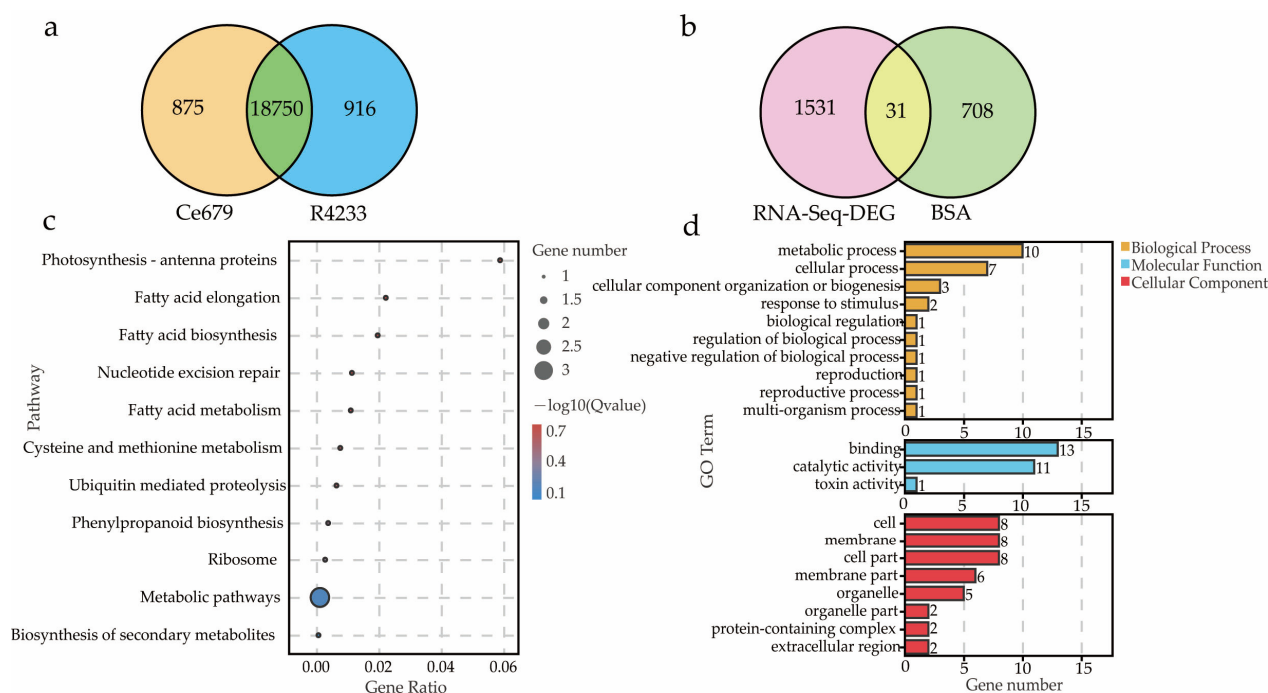 a
875
18750
916
Ce679
R4233
b
1531
31
708
RNA-Seq-DEG
BSA
c
Pathway
Photosynthesis - antenna proteins
Fatty acid elongation
Fatty acid biosynthesis
Nucleotide excision repair
Fatty acid metabolism
Cysteine and methionine metabolism
Ubiquitin mediated proteolysis
Phenylpropanoid biosynthesis
Ribosome
Metabolic pathways
Biosynthesis of secondary metabolites
0.00 0.02 0.04 0.06
Gene Ratio
Gene number
1
1.5
2
2.5
3
−log10(Qvalue)
0.7
0.4
0.1
d
GO Term
metabolic process 10
cellular process 7
cellular component organization or biogenesis 3
response to stimulus 2
biological regulation 1
regulation of biological process 1
negative regulation of biological process 1
reproduction 1
reproductive process 1
multi-organism process 1
0 5 10 15
binding 13
catalytic activity 11
toxin activity 1
0 5 10 15
cell 8
membrane 8
cell part 8
membrane part 6
organelle 5
organelle part 2
protein-containing complex 2
extracellular region 2
0 5 10 15
Gene number
Biological Process
Molecular Function
Cellular Component